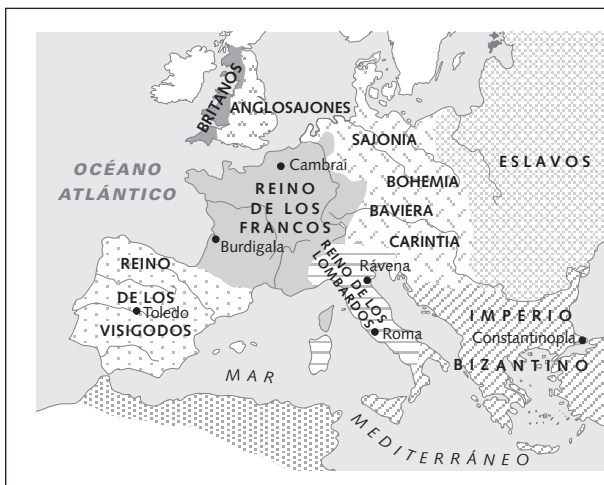 BRITANOS
ANGLOSAJONES
SAJONIA
ESLAVOS
OCÉANO
ATLÁNTICO
Cambrai
REINO
DE LOS
FRANCOS
BOHEMIA
BAVIERA
CARINTIA
Burdigala
REINO
DE LOS
VISIGODOS
Toledo
REINO DE LOS
LOMBARDOS
Rávena
Roma
IMPERIO
Constantinopla
BIZANTINO
MAR
MEDITERRÁNEO